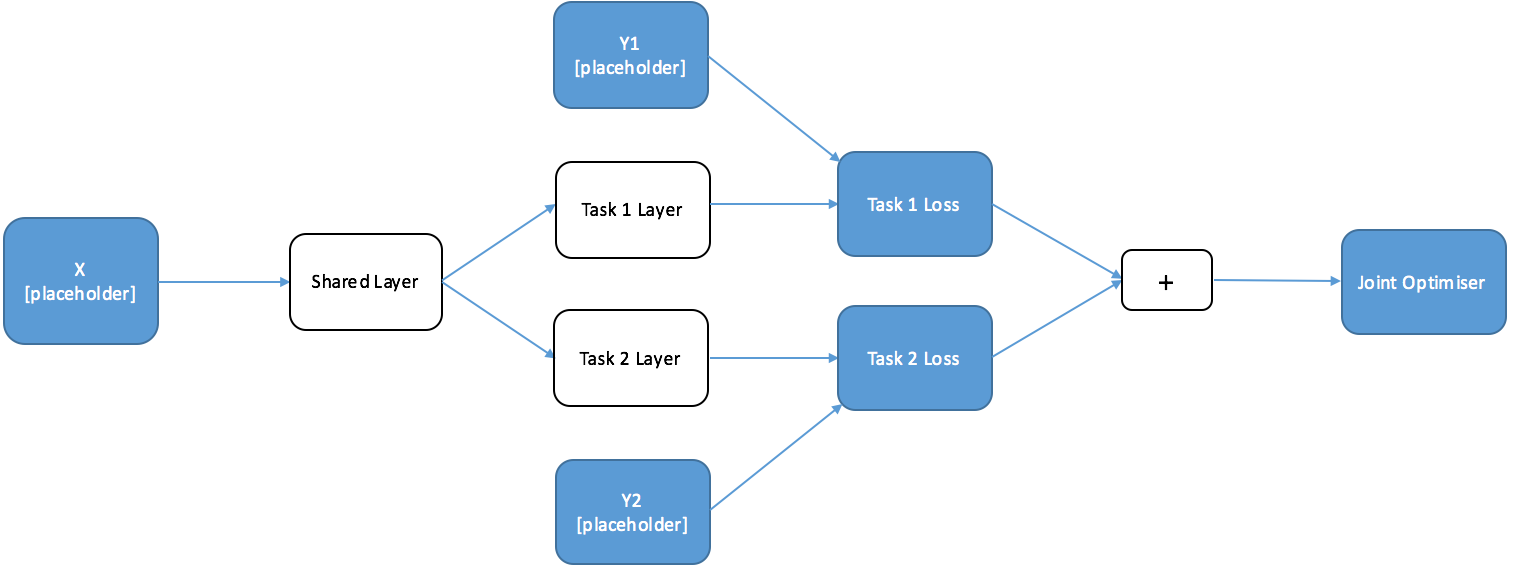 Y1
[placeholder]
Task 1 Layer
Task 1 Loss
X
[placeholder]
Shared Layer
+
Joint Optimiser
Task 2 Layer
Task 2 Loss
Y2
[placeholder]